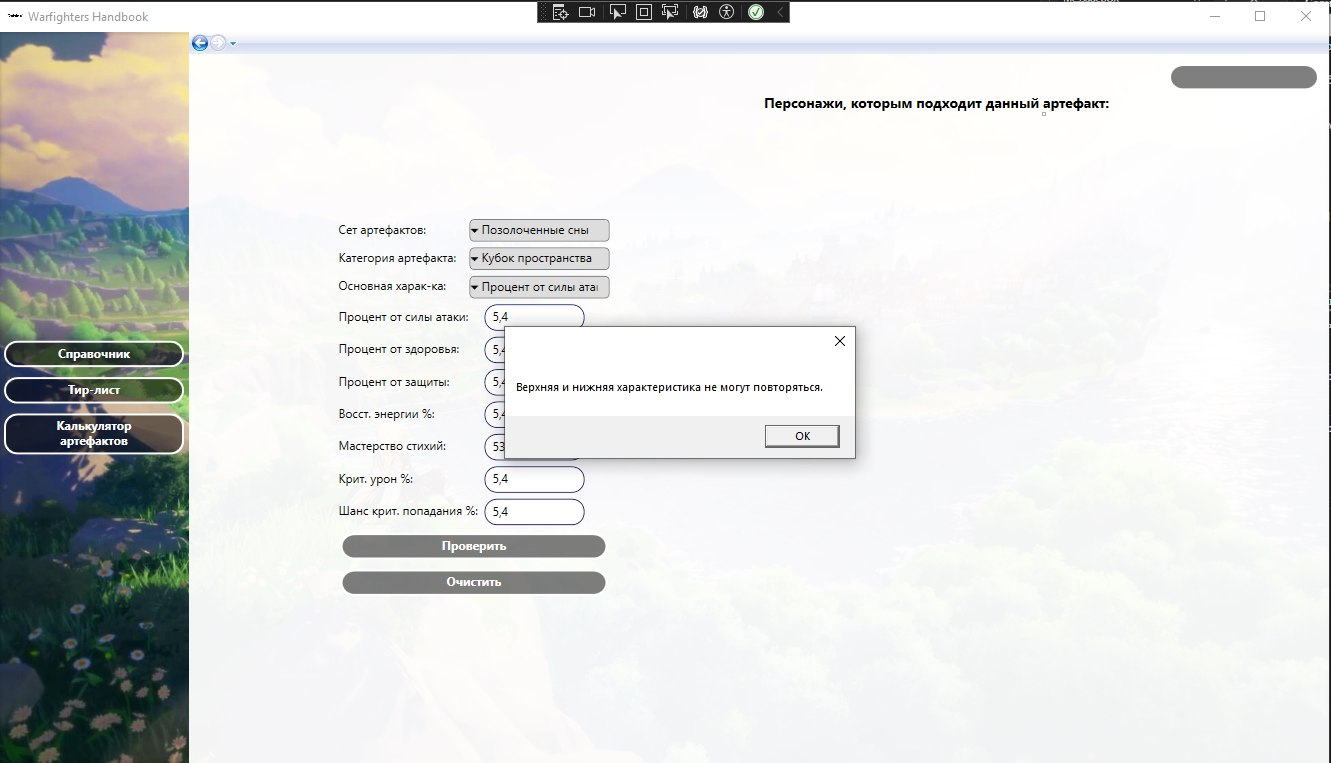 Warfighters Handbook
Персонажи, которым подходит данный артефакт:
Сет артефактов:
Позолоченные сны
Категория артефакта:
Кубок пространства
Основная харак-ка:
Процент от силы ата
Процент от силы атаки:
5,4
Процент от здоровья:
5,4
Процент от защиты:
5,4
Восст. энергии %:
5,4
Мастерство стихий:
53
Крит. урон %:
5,4
Шанс крит. попадания %:
5,4
Проверить
Очистить
Справочник
Тир-лист
Калькулятор
артефактов
Верхняя и нижняя характеристика не могут повторяться.
OK